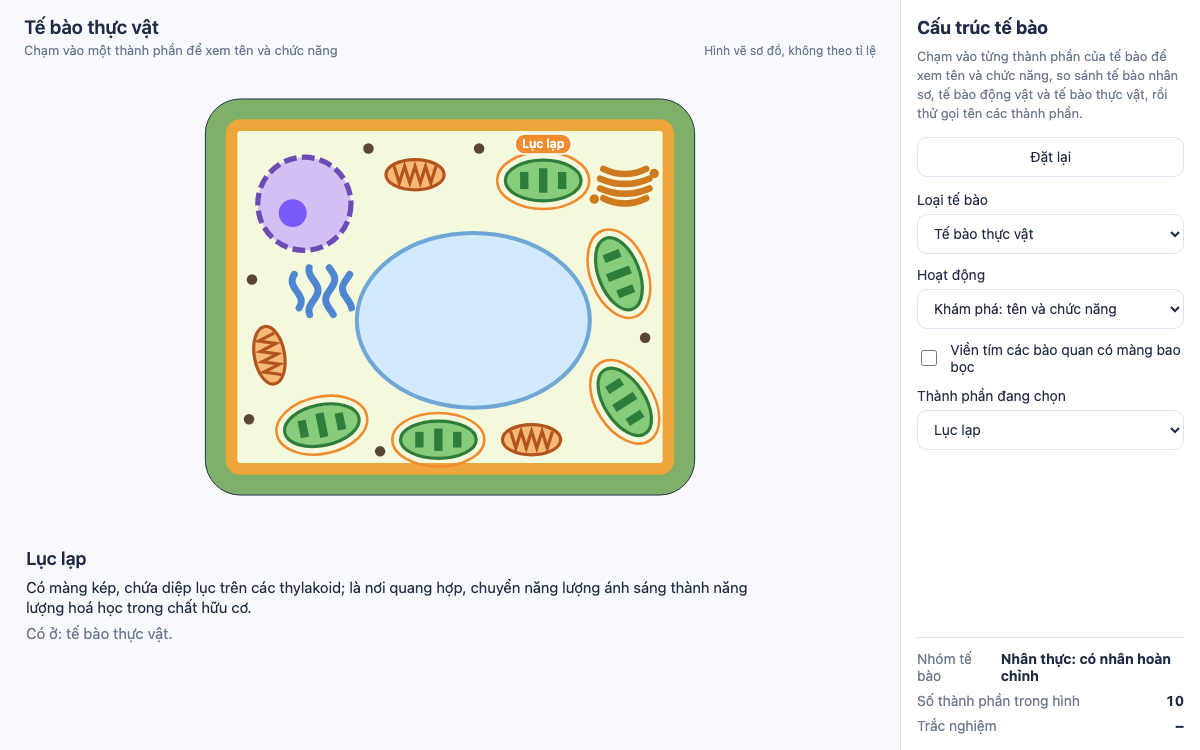 Tế bào thực vật
Chạm vào một thành phần để xem tên và chức năng
Hình vẽ sơ đồ, không theo tỉ lệ
Lục lạp
Lục lạp
Có màng kép, chứa diệp lục trên các thylakoid; là nơi quang hợp, chuyển năng lượng ánh sáng thành năng
lượng hoá học trong chất hữu cơ.
Có ở: tế bào thực vật.
Cấu trúc tế bào
Chạm vào từng thành phần của tế bào để
xem tên và chức năng, so sánh tế bào nhân
sơ, tế bào động vật và tế bào thực vật, rồi
thử gọi tên các thành phần.
Đặt lại
Loại tế bào
Tế bào thực vật
Hoạt động
Khám phá: tên và chức năng
Viền tím các bào quan có màng bao
bọc
Thành phần đang chọn
Lục lạp
Nhóm tế
bào
Nhân thực: có nhân hoàn
chỉnh
Số thành phần trong hình
10
Trắc nghiệm
–